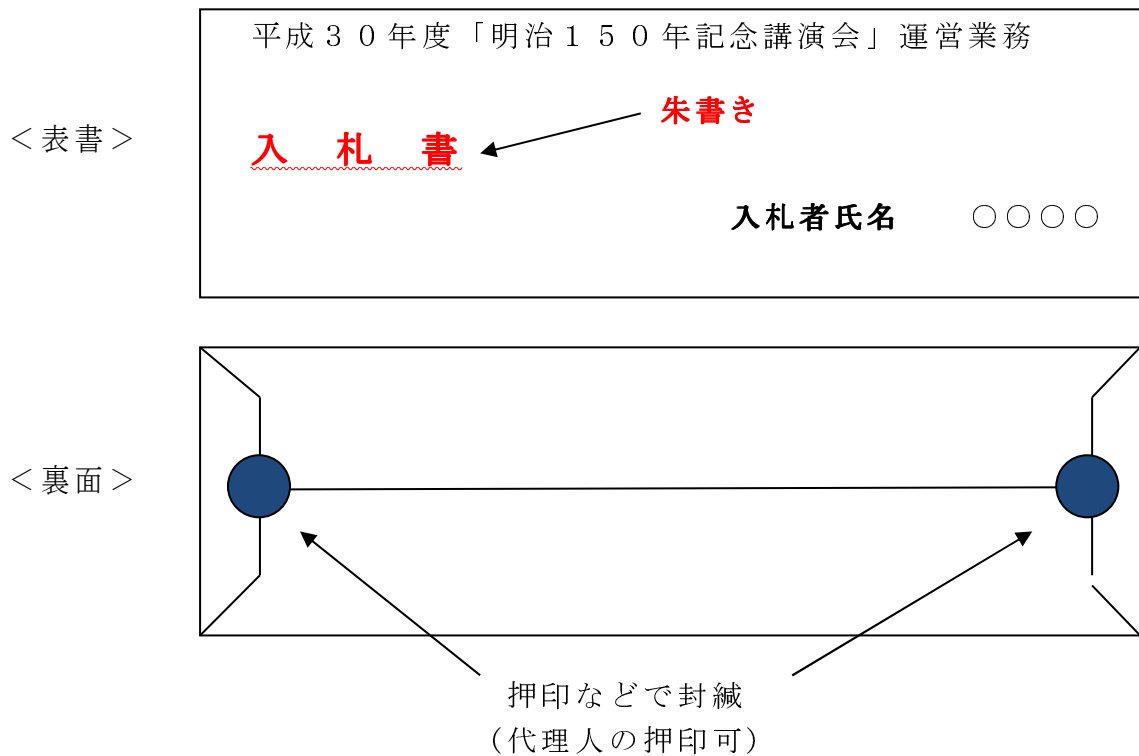 平成３０年度「明治１５０年記念講演会」運営業務
朱書き
＜表書＞
入　札　書
入札者氏名　　○○○○
＜裏面＞
押印などで封緘
（代理人の押印可）